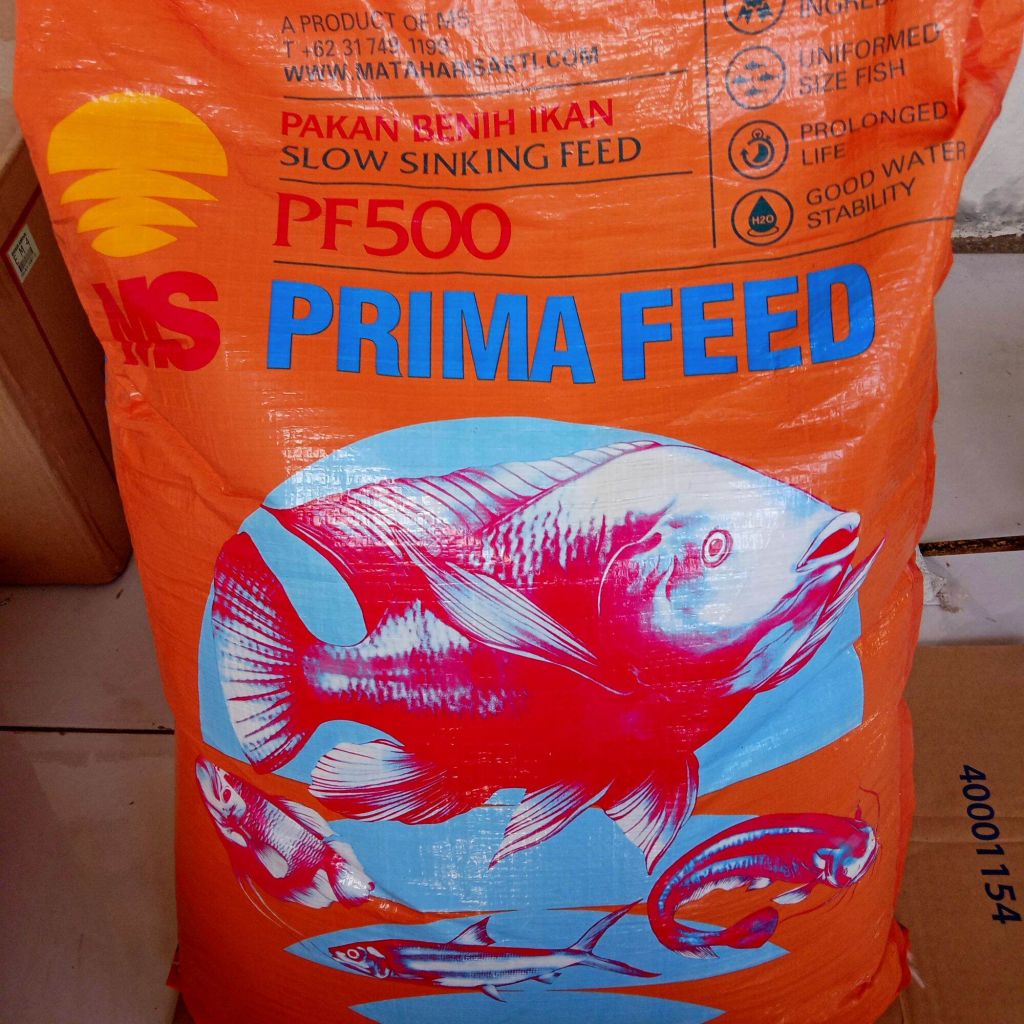 A PRODUCT OF MS
T +62 31 749 1199
WWW.MATAHARISAKTI.COM
PAKAN BENIH IKAN
SLOW SINKING FEED
PF500
UNIFORMED
SIZE FISH
PROLONGED
LIFE
H2O
GOOD WATER
STABILITY
MS
PRIMA FEED
40001154